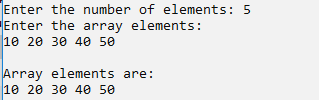 Enter the number of elements: 5
Enter the array elements:
10 20 30 40 50
Array elements are:
10 20 30 40 50